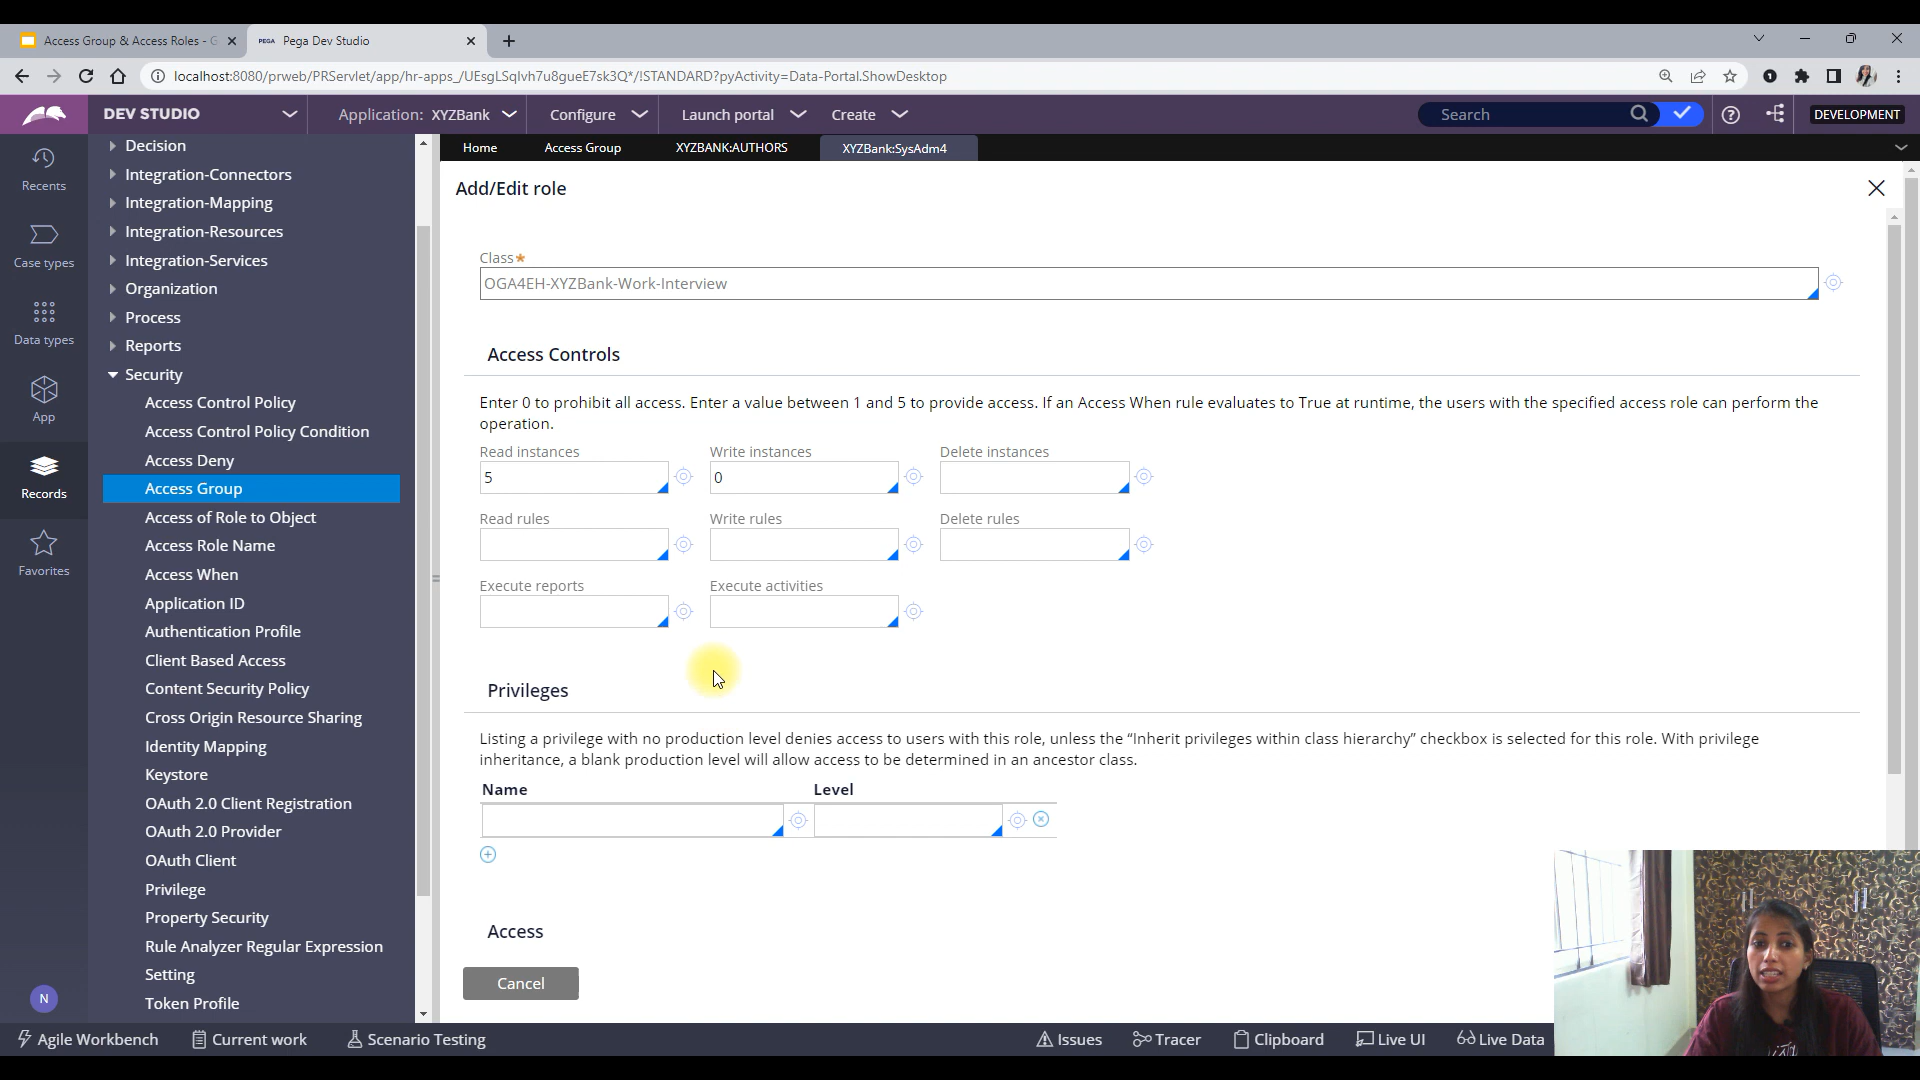 Access Group & Access Roles - G
PEGA Pega Dev Studio
localhost:8080/prweb/PRServlet/app/hr-apps_/UEsgLSqIvh7u8gueE7sk3Q*/!STANDARD?pyActivity=Data-Portal.ShowDesktop
DEV STUDIO
Application: XYZBank
Configure
Launch portal
Create
Search
DEVELOPMENT
Recents
Case types
Data types
App
Records
Favorites
N
Decision
Integration-Connectors
Integration-Mapping
Integration-Resources
Integration-Services
Organization
Process
Reports
Security
Access Control Policy
Access Control Policy Condition
Access Deny
Access Group
Access of Role to Object
Access Role Name
Access When
Application ID
Authentication Profile
Client Based Access
Content Security Policy
Cross Origin Resource Sharing
Identity Mapping
Keystore
OAuth 2.0 Client Registration
OAuth 2.0 Provider
OAuth Client
Privilege
Property Security
Rule Analyzer Regular Expression
Setting
Token Profile
Home
Access Group
XYZBANK:AUTHORS
XYZBank:SysAdm4
Add/Edit role
Class*
OGA4EH-XYZBank-Work-Interview
Access Controls
Enter 0 to prohibit all access. Enter a value between 1 and 5 to provide access. If an Access When rule evaluates to True at runtime, the users with the specified access role can perform the
operation.
Read instances Write instances Delete instances
5 0
Read rules Write rules Delete rules
Execute reports Execute activities
Privileges
Listing a privilege with no production level denies access to users with this role, unless the “Inherit privileges within class hierarchy” checkbox is selected for this role. With privilege
inheritance, a blank production level will allow access to be determined in an ancestor class.
Name Level
Access
Cancel
Agile Workbench
Current work
Scenario Testing
Issues
Tracer
Clipboard
Live UI
Live Data